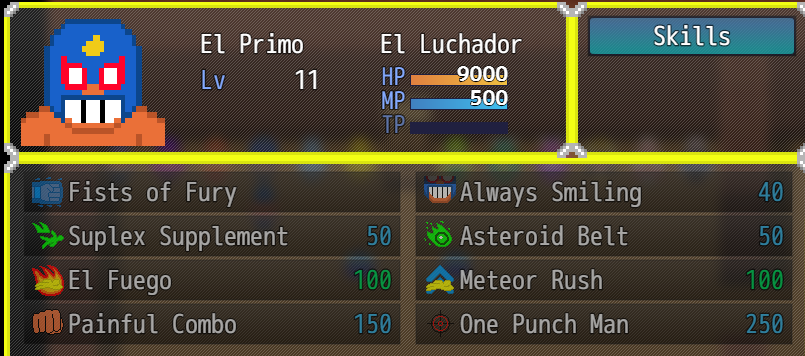 El Primo El Luchador Skills
Lv 11 HP 9000
MP 500
TP
Fists of Fury Always Smiling 40
Suplex Supplement 50 Asteroid Belt 50
El Fuego 100 Meteor Rush 100
Painful Combo 150 One Punch Man 250